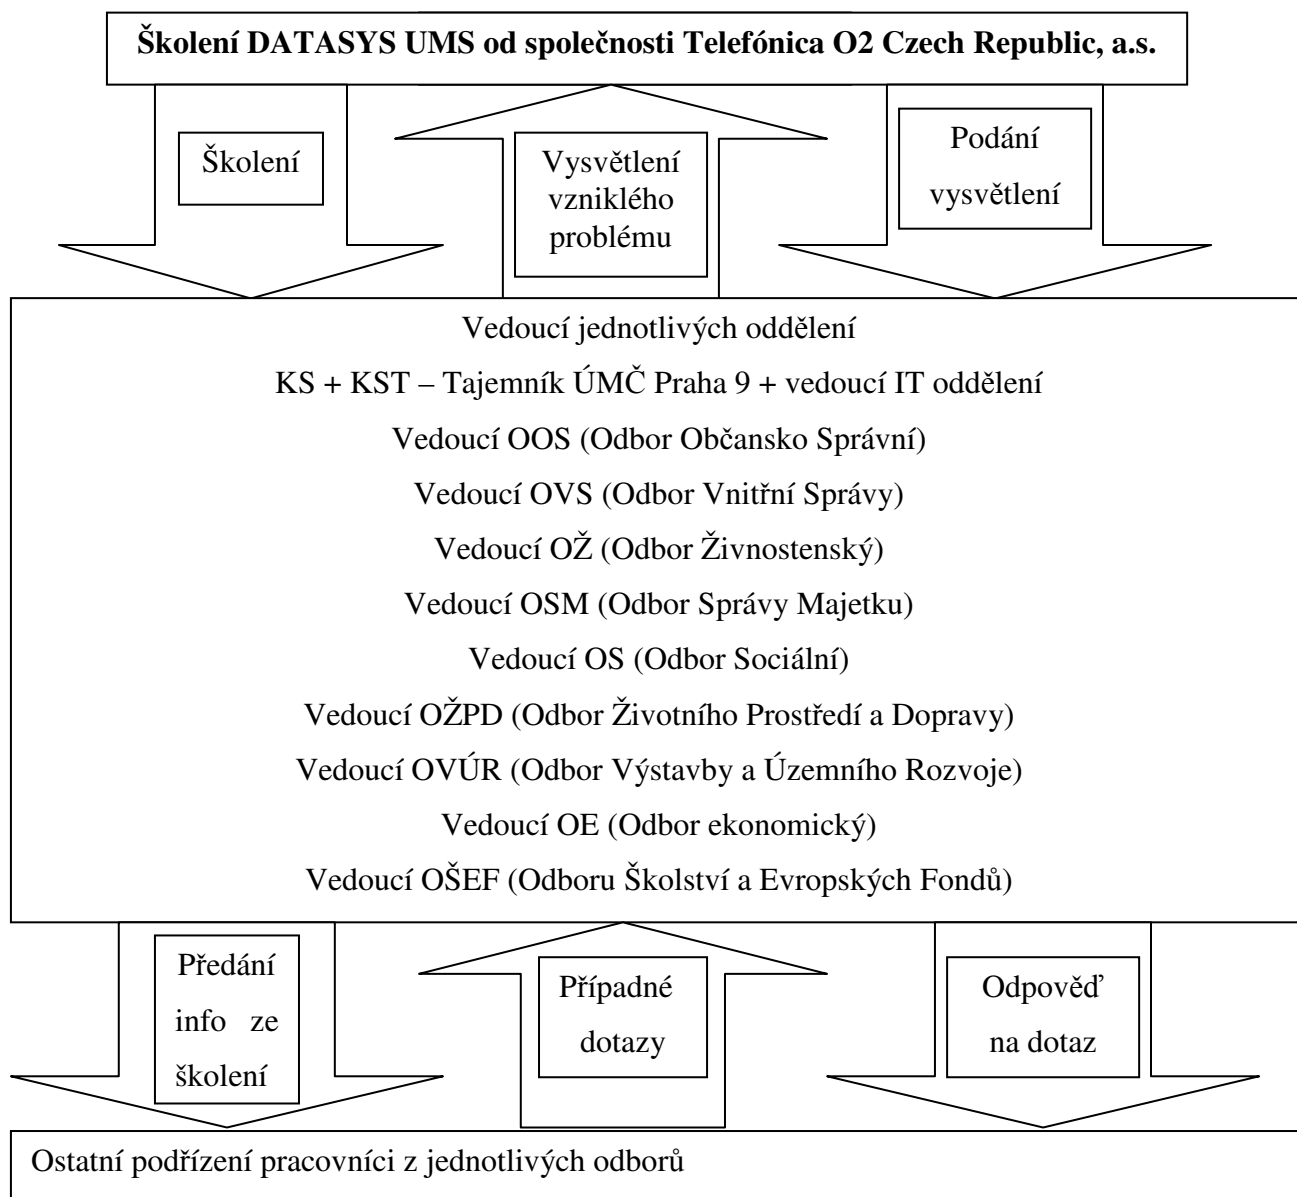 Školení DATASYS UMS od společnosti Telefónica O2 Czech Republic, a.s.
Školení
Vysvětlení
vzniklého
problému
Podání
vysvětlení
Vedoucí jednotlivých oddělení
KS + KST – Tajemník ÚMČ Praha 9 + vedoucí IT oddělení
Vedoucí OOS (Odbor Občansko Správní)
Vedoucí OVS (Odbor Vnitřní Správy)
Vedoucí OŽ (Odbor Živnostenský)
Vedoucí OSM (Odbor Správy Majetku)
Vedoucí OS (Odbor Sociální)
Vedoucí OŽPD (Odbor Životního Prostředí a Dopravy)
Vedoucí OVÚR (Odbor Výstavby a Územního Rozvoje)
Vedoucí OE (Odbor ekonomický)
Vedoucí OŠEF (Odboru Školství a Evropských Fondů)
Předání
info ze
školení
Případné
dotazy
Odpověď
na dotaz
Ostatní podřízení pracovníci z jednotlivých odborů